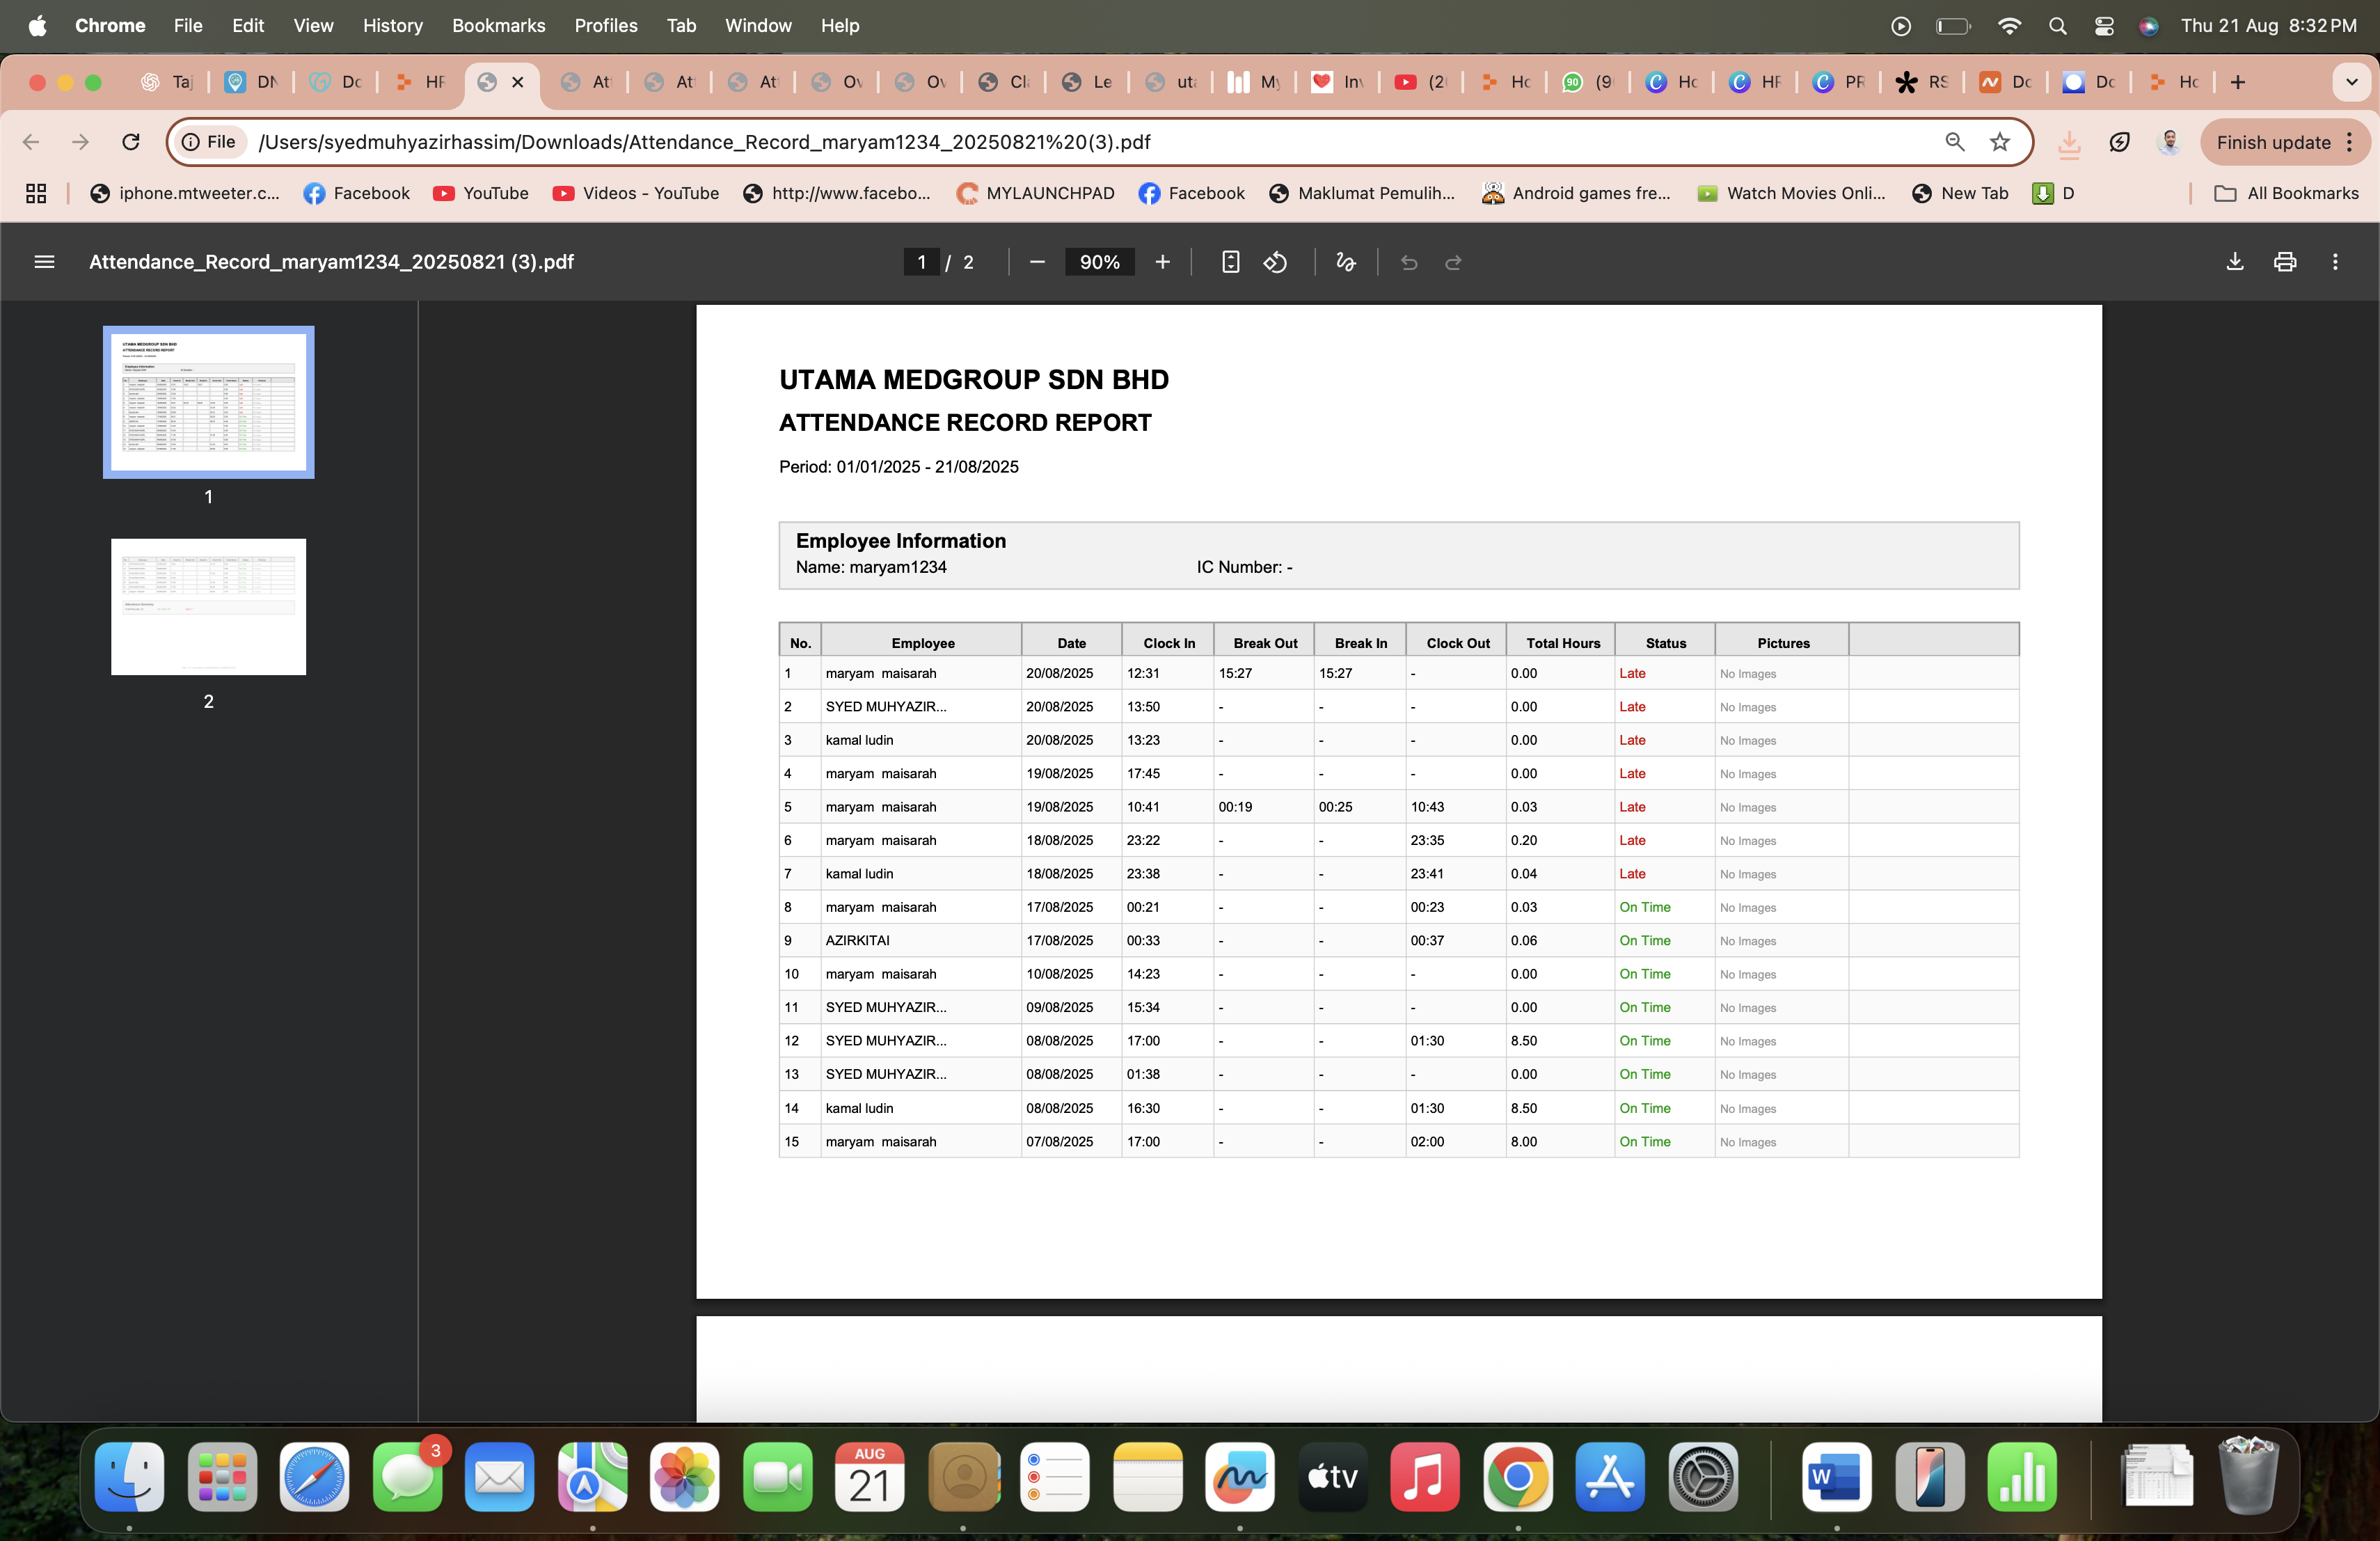 Chrome File Edit View History Bookmarks Profiles Tab Window Help Thu 21 Aug 8:32 PM
Taj DN Dc HR At At At Ov Ov Cl Le uta My Inv (2 Hc 90 (9 Hc HR PR RS Dc Dc Hc
File /Users/syedmuhyazirhassim/Downloads/Attendance_Record_maryam1234_20250821%20(3).pdf Finish update
iphone.mtweeter.c... Facebook YouTube Videos - YouTube http://www.facebo... MYLAUNCHPAD Facebook Maklumat Pemulih... Android games fre... Watch Movies Onli... New Tab D All Bookmarks
Attendance_Record_maryam1234_20250821 (3).pdf 1 / 2 90%
1
2
UTAMA MEDGROUP SDN BHD
ATTENDANCE RECORD REPORT
Period: 01/01/2025 - 21/08/2025
Employee Information
Name: maryam1234 IC Number: -
No. Employee Date Clock In Break Out Break In Clock Out Total Hours Status Pictures
1 maryam maisarah 20/08/2025 12:31 15:27 15:27 - 0.00 Late No Images
2 SYED MUHYAZIR... 20/08/2025 13:50 - - - 0.00 Late No Images
3 kamal ludin 20/08/2025 13:23 - - - 0.00 Late No Images
4 maryam maisarah 19/08/2025 17:45 - - - 0.00 Late No Images
5 maryam maisarah 19/08/2025 10:41 00:19 00:25 10:43 0.03 Late No Images
6 maryam maisarah 18/08/2025 23:22 - - 23:35 0.20 Late No Images
7 kamal ludin 18/08/2025 23:38 - - 23:41 0.04 Late No Images
8 maryam maisarah 17/08/2025 00:21 - - 00:23 0.03 On Time No Images
9 AZIRKITAI 17/08/2025 00:33 - - 00:37 0.06 On Time No Images
10 maryam maisarah 10/08/2025 14:23 - - - 0.00 On Time No Images
11 SYED MUHYAZIR... 09/08/2025 15:34 - - - 0.00 On Time No Images
12 SYED MUHYAZIR... 08/08/2025 17:00 - - 01:30 8.50 On Time No Images
13 SYED MUHYAZIR... 08/08/2025 01:38 - - - 0.00 On Time No Images
14 kamal ludin 08/08/2025 16:30 - - 01:30 8.50 On Time No Images
15 maryam maisarah 07/08/2025 17:00 - - 02:00 8.00 On Time No Images
3
AUG
21
tv
W